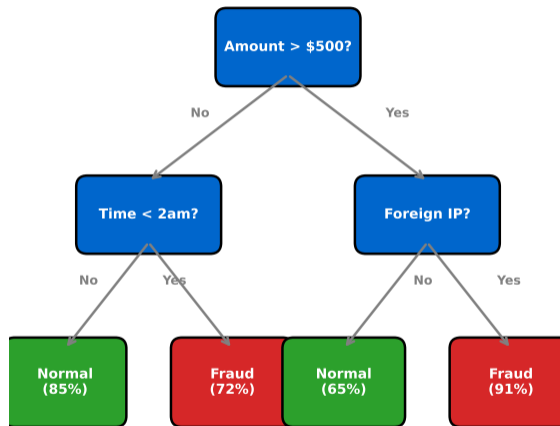 Amount > $500?
No
Yes
Time < 2am?
Foreign IP?
No
Yes
No
Yes
Normal
(85%)
Fraud
(72%)
Normal
(65%)
Fraud
(91%)